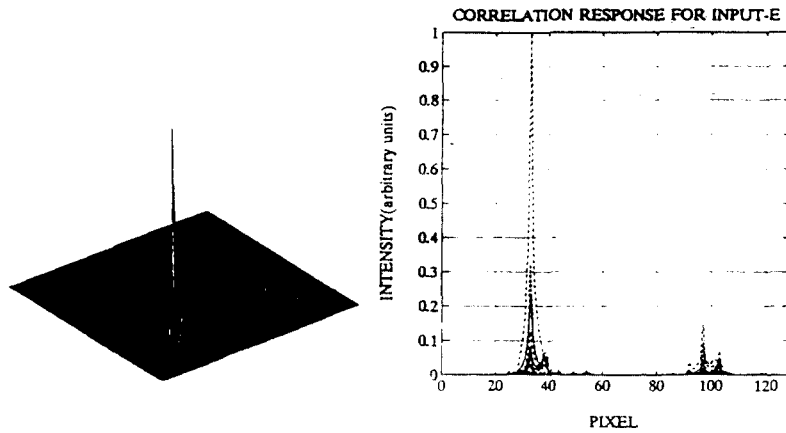 CORRELATION RESPONSE FOR INPUT-E
INTENSITY(arbitrary units)
1
0.9
0.8
0.7
0.6
0.5
0.4
0.3
0.2
0.1
0
0 20 40 60 80 100 120
PIXEL